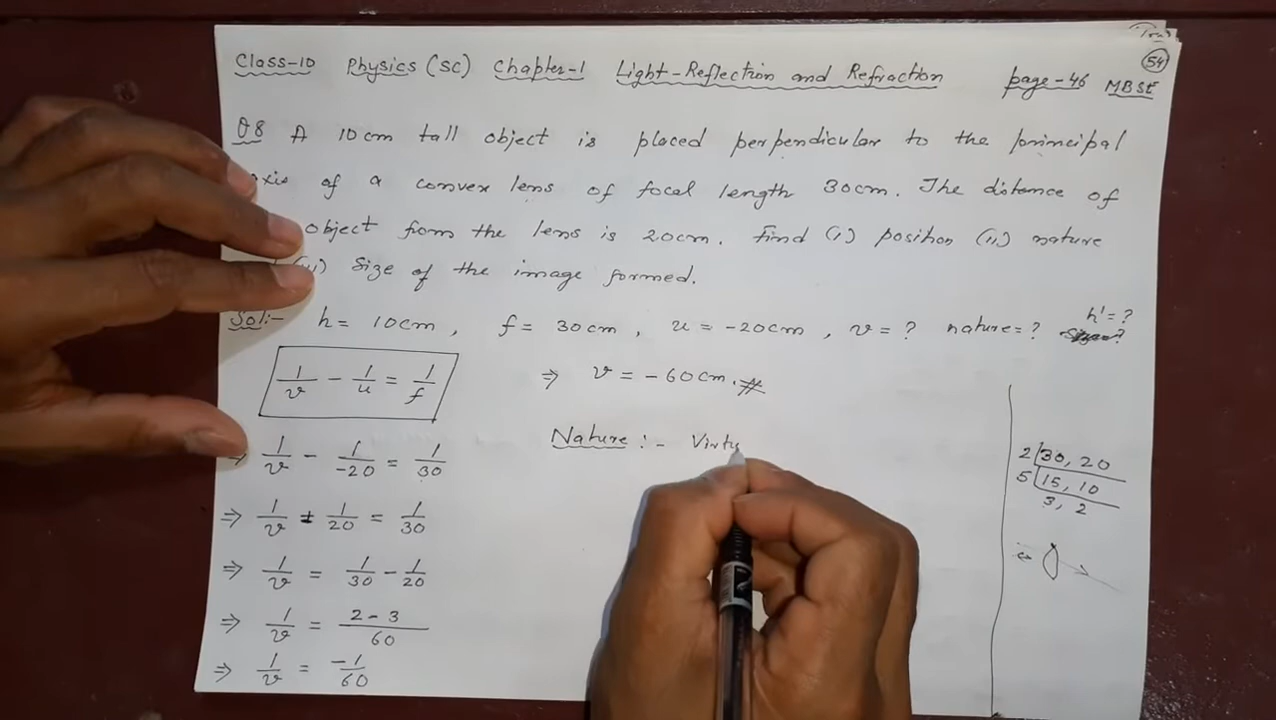 54
Class-10 Physics (SC) Chapter-1 Light-Reflection and Refraction page-46 MBSE
Q8 A 10cm tall object is placed perpendicular to the principal
of a convex lens of focal length 30cm. The distance of
object from the lens is 20cm. Find (i) position (ii) nature
Size of the image formed.
Sol:- h = 10cm, f = 30cm, u = -20cm, v = ? nature = ? h' = ?
1/v - 1/u = 1/f
⇒ v = -60cm.
Nature :- Virtu
⇒ 1/v - 1/-20 = 1/30
⇒ 1/v + 1/20 = 1/30
⇒ 1/v = 1/30 - 1/20
⇒ 1/v = 2-3/60
⇒ 1/v = -1/60
2 30, 20
5 15, 10
3, 2